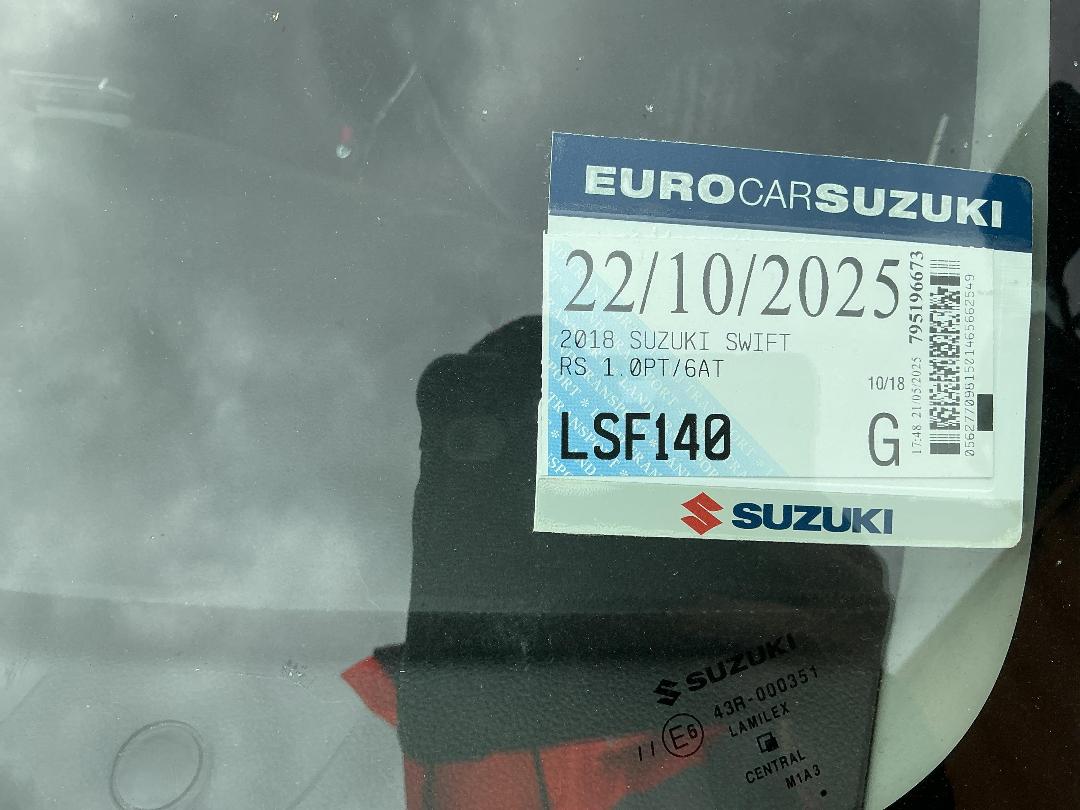 EUROCARSUZUKI
22/10/2025
2018 SUZUKI SWIFT
RS 1.0PT/6AT
10/18
LSF140
G
795196673
17:48 21/05/2025
SUZUKI
SUZUKI
43R-000351
E6
LAMILEX
CENTRAL
M1A3